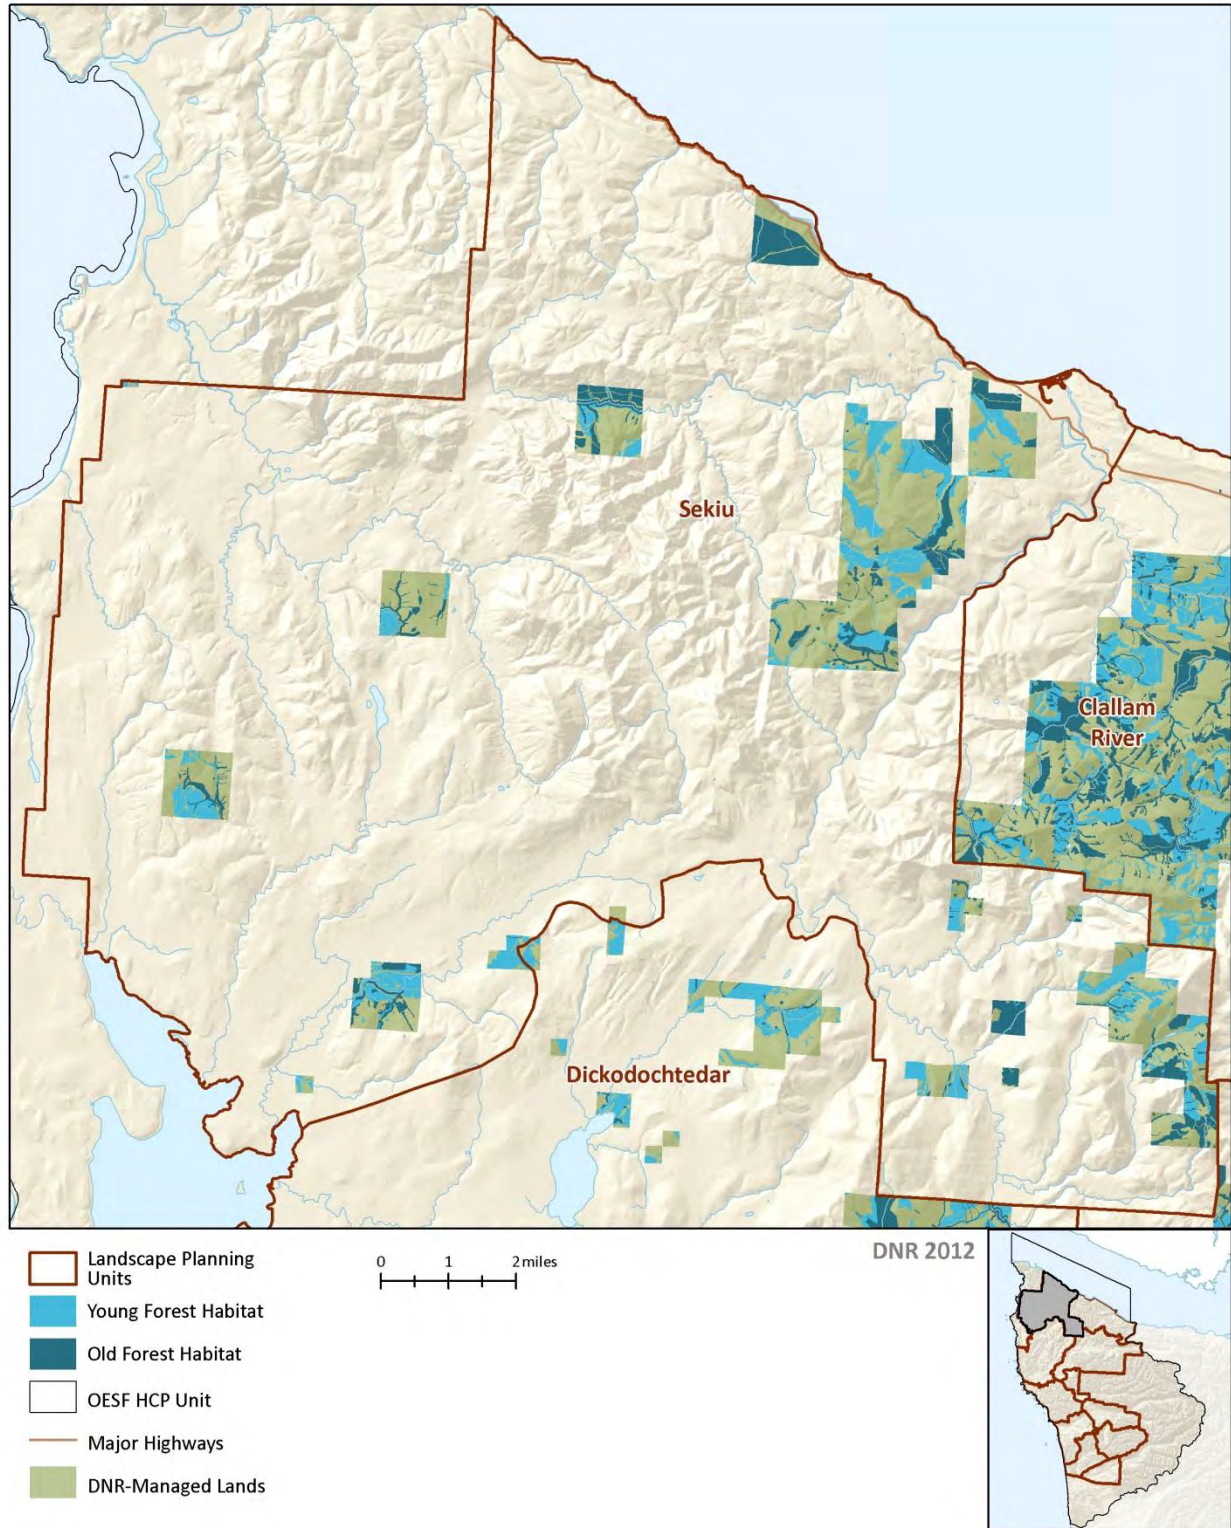 Sekiu
Clallam
River
Dickodochtedar
DNR 2012
Landscape Planning
Units
Young Forest Habitat
Old Forest Habitat
OESF HCP Unit
Major Highways
DNR-Managed Lands
0 1 2 miles